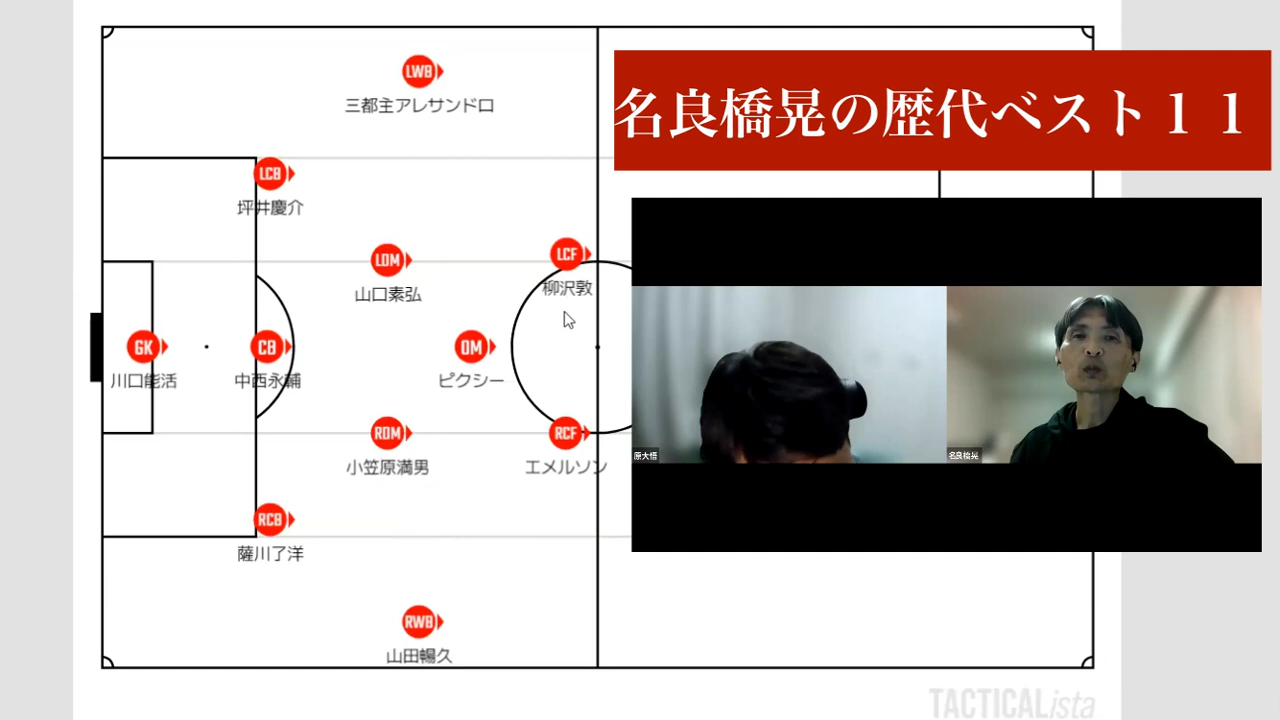 名良橋晃の歴代ベスト１１
LWB
三都主アレサンドロ
LCB
坪井慶介
LDM
山口素弘
LCF
柳沢敦
GK
川口能活
CB
中西永輔
OM
ピクシー
RDM
小笠原満男
RCF
エメルソン
RCB
薩川了洋
RWB
山田暢久
原大悟
名良橋晃
TACTICALista